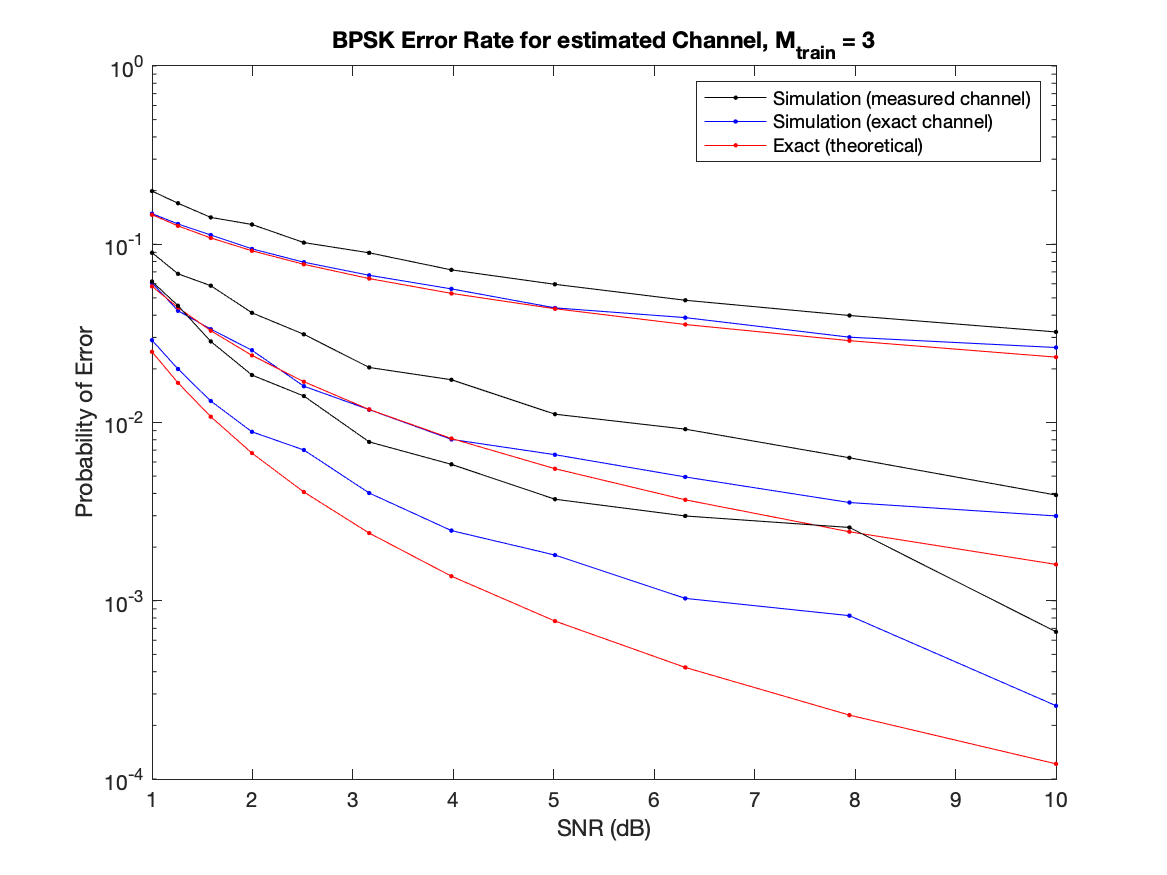 BPSK Error Rate for estimated Channel, M_train = 3
Simulation (measured channel)
Simulation (exact channel)
Exact (theoretical)
Probability of Error
10^0
10^-1
10^-2
10^-3
10^-4
1 2 3 4 5 6 7 8 9 10
SNR (dB)